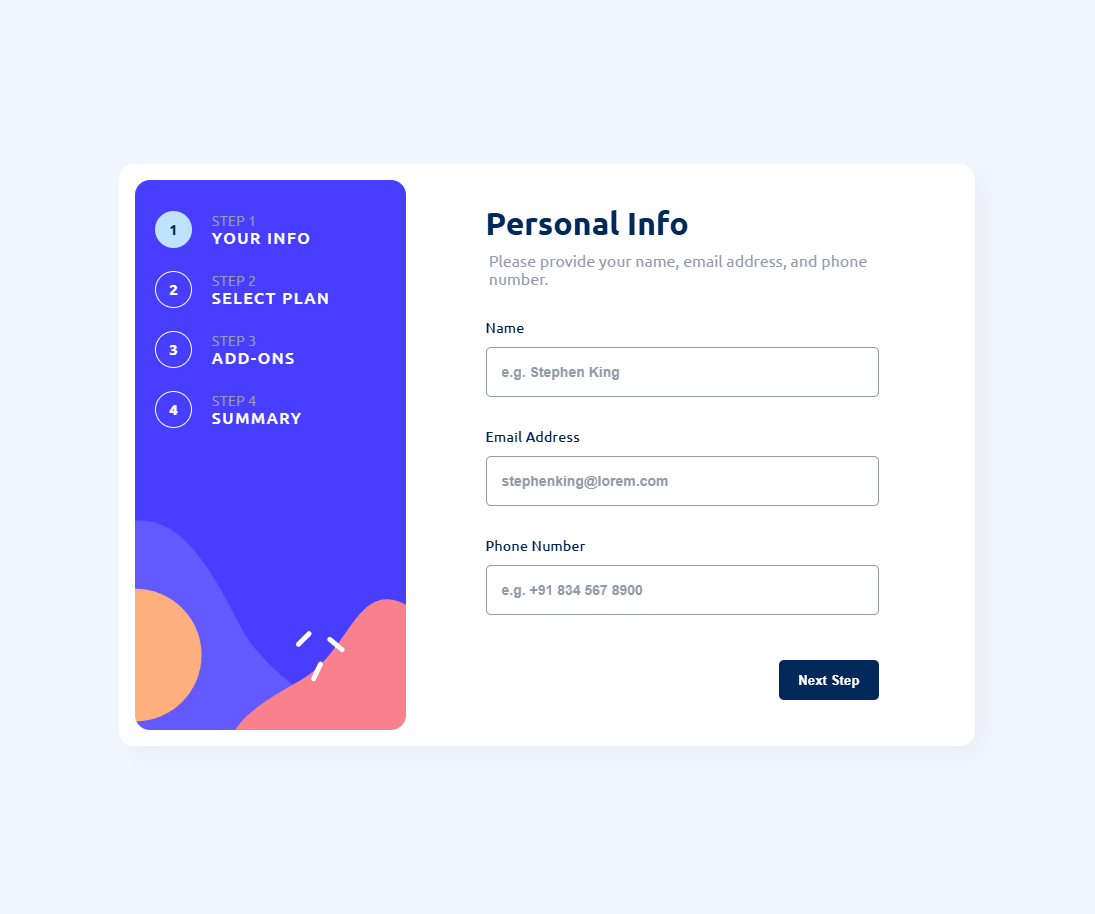 1
STEP 1
YOUR INFO
2
STEP 2
SELECT PLAN
3
STEP 3
ADD-ONS
4
STEP 4
SUMMARY
Personal Info
Please provide your name, email address, and phone
number.
Name
e.g. Stephen King
Email Address
stephenking@lorem.com
Phone Number
e.g. +91 834 567 8900
Next Step